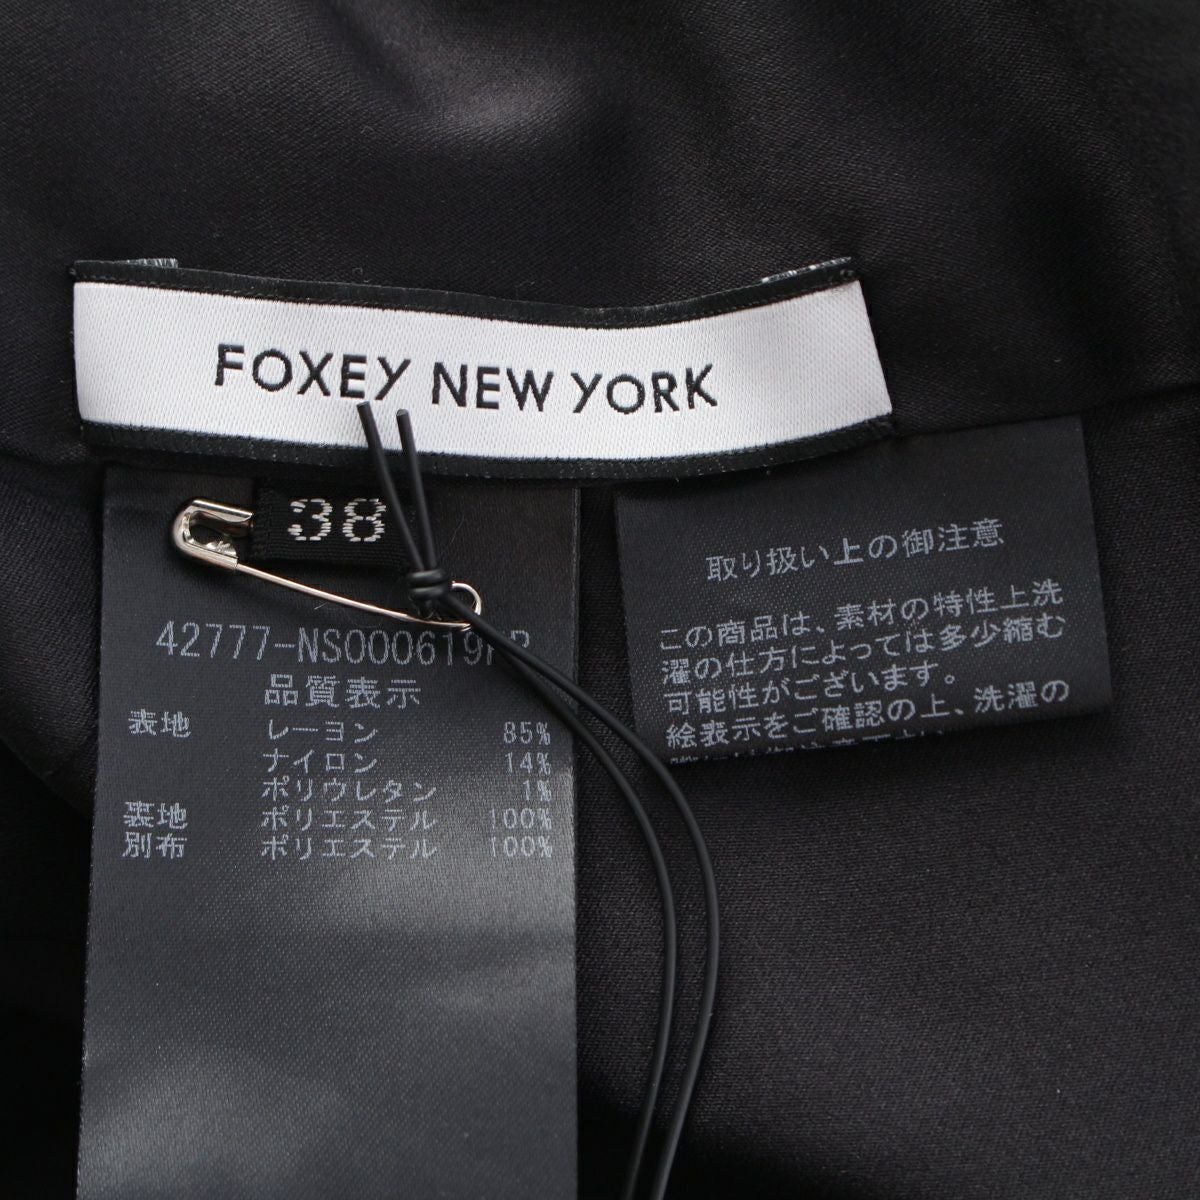 FOXEY NEW YORK
38
42777-NS000619
品質表示
表地 レーヨン 85%
ナイロン 14%
ポリウレタン 1%
裏地 ポリエステル 100%
別布 ポリエステル 100%
取り扱い上の御注意
この商品は、素材の特性上洗
濯の仕方によっては多少縮む
可能性がございます。
絵表示をご確認の上、洗濯の